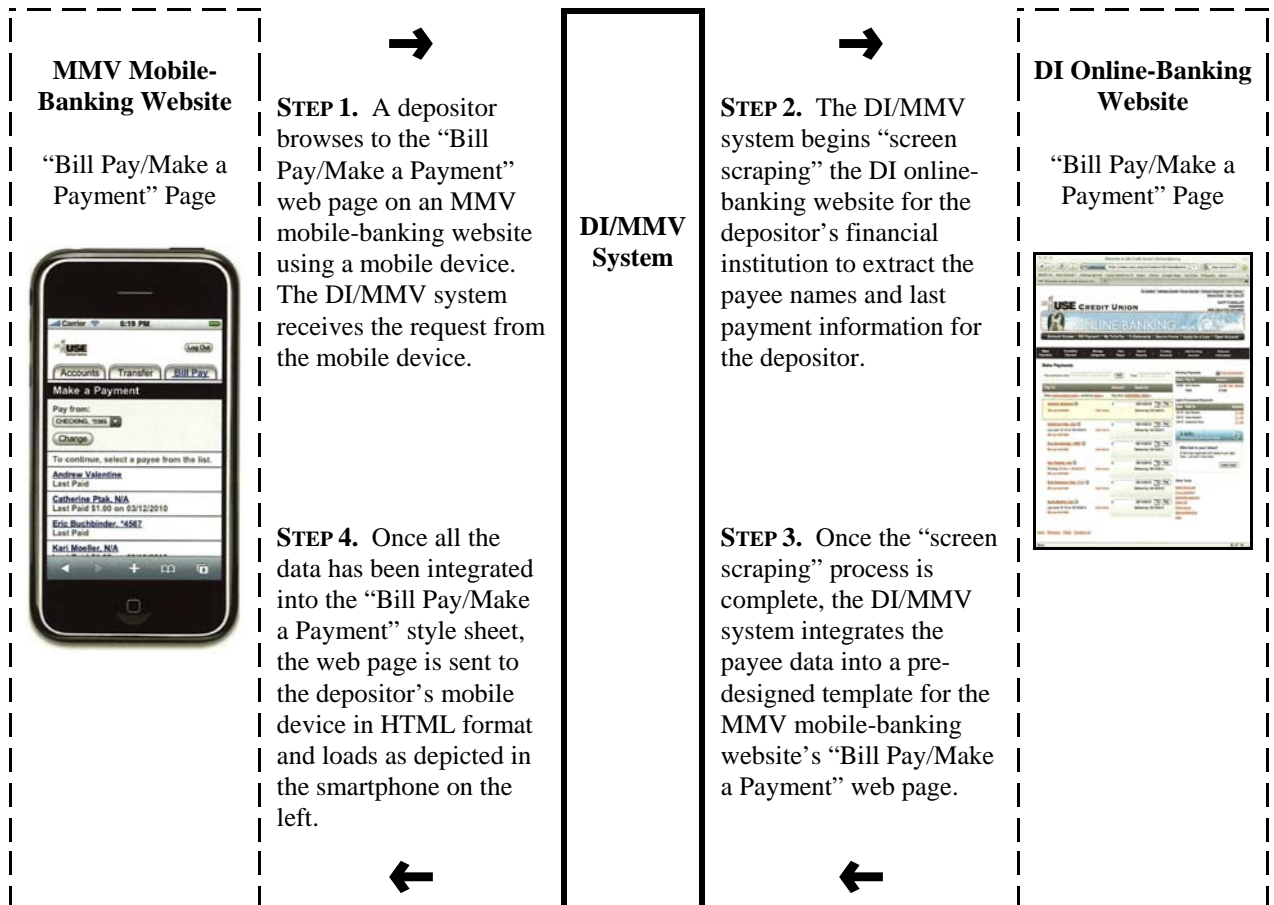 MMV Mobile-
Banking Website
“Bill Pay/Make a
Payment” Page
Carrier
5:19 PM
USE
Log Out
Accounts
Transfer
Bill Pay
Make a Payment
Pay from:
CHECKING, *0366
Change
To continue, select a payee from the list.
Andrew Valentine
Last Paid
Catherine Ptak, N/A
Last Paid $1.00 on 03/12/2010
Eric Buchbinder, *4567
Last Paid
Kari Moeller, N/A
STEP 1. A depositor
browses to the “Bill
Pay/Make a Payment”
web page on an MMV
mobile-banking website
using a mobile device.
The DI/MMV system
receives the request from
the mobile device.
STEP 4. Once all the
data has been integrated
into the “Bill Pay/Make
a Payment” style sheet,
the web page is sent to
the depositor’s mobile
device in HTML format
and loads as depicted in
the smartphone on the
left.
DI/MMV
System
STEP 2. The DI/MMV
system begins “screen
scraping” the DI online-
banking website for the
depositor’s financial
institution to extract the
payee names and last
payment information for
the depositor.
STEP 3. Once the “screen
scraping” process is
complete, the DI/MMV
system integrates the
payee data into a pre-
designed template for the
MMV mobile-banking
website’s “Bill Pay/Make
a Payment” web page.
DI Online-Banking
Website
“Bill Pay/Make a
Payment” Page
USE CREDIT UNION
ONLINE BANKING
Make Payments